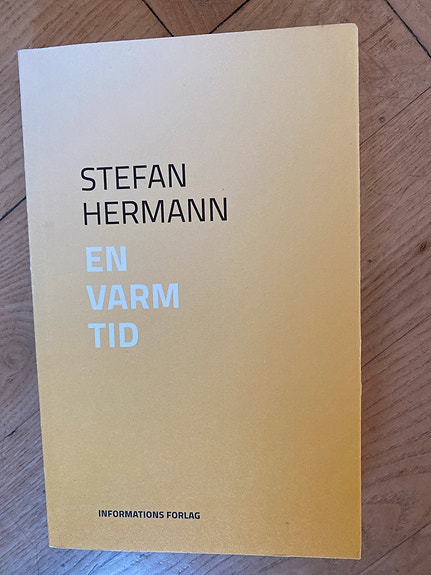 STEFAN
HERMANN
EN
VARM
TID
INFORMATIONS FORLAG